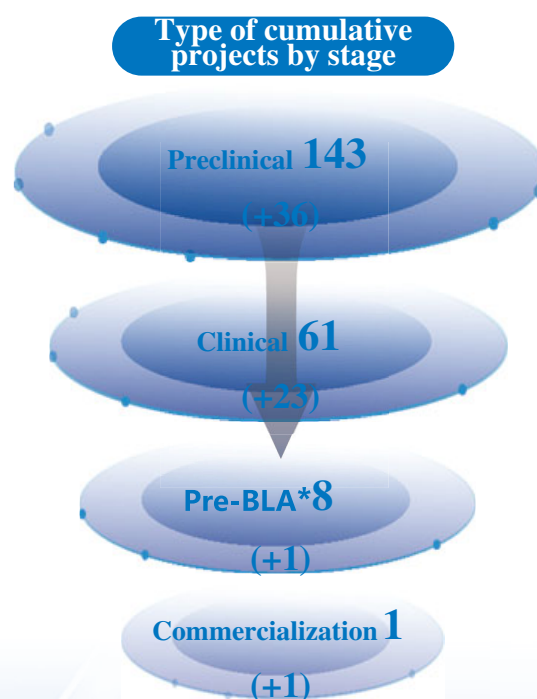 Type of cumulative
projects by stage
Preclinical 143
(+36)
Clinical 61
(+23)
Pre-BLA*8
(+1)
Commercialization 1
(+1)